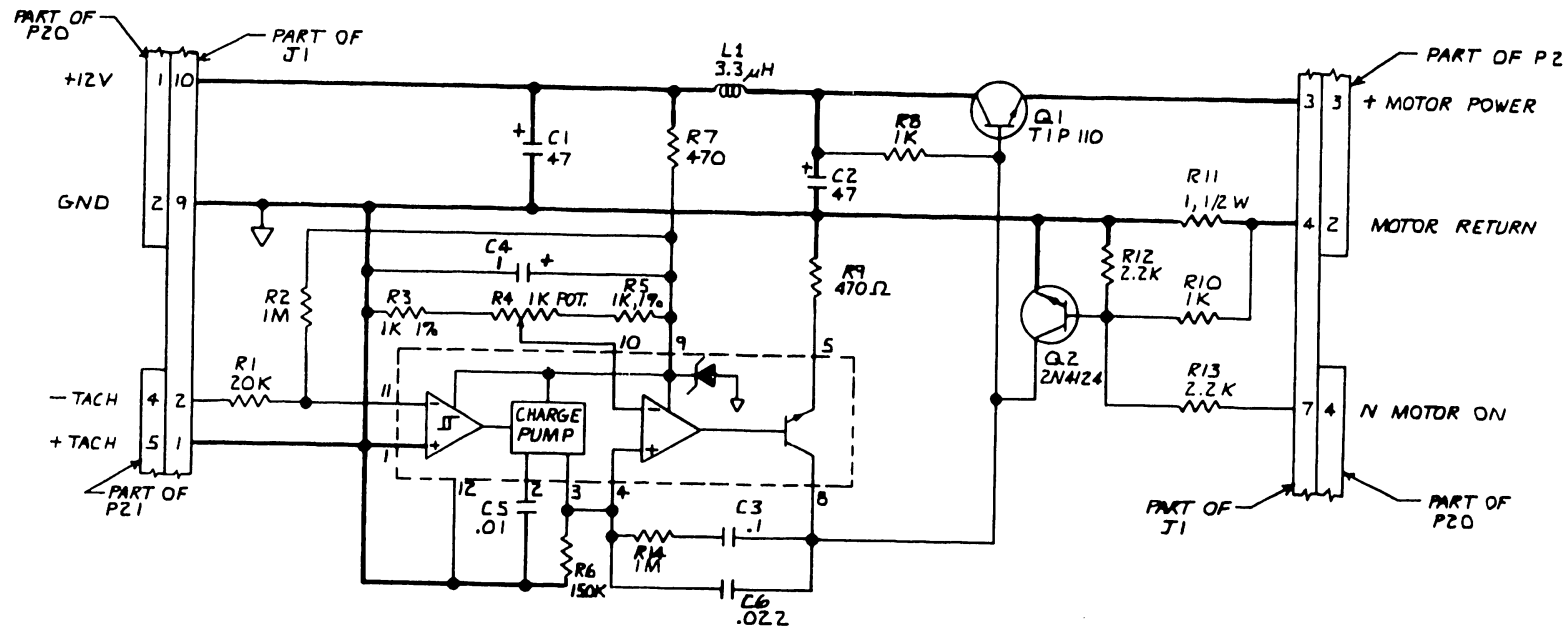 PART OF
P20
PART OF
J1
+12V
1
10
GND
2
9
- TACH
4
2
+ TACH
5
1
PART OF
P21
L1
3.3 μH
C1
+
47
R7
470
R8
1K
Q1
TIP 110
+
C2
47
3
3
+ MOTOR POWER
PART OF P2
R11
1, 1/2 W
4
2
MOTOR RETURN
C4
1
+
R9
470Ω
R12
2.2K
R10
1K
R2
1M
R3
1K 1%
R4 1K POT.
R5
1K, 1%
10
9
5
Q2
2N4124
R1
20K
R13
2.2K
7
4
N MOTOR ON
11
-
+
1
CHARGE
PUMP
-
+
12
2
3
4
8
C5
.01
C3
.1
R14
1M
R6
150K
C6
.022
PART OF
J1
PART OF
P20